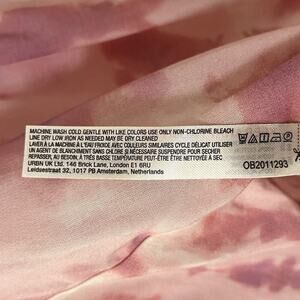 MACHINE WASH COLD. GENTLE WITH LIKE COLORS USE ONLY NON-CHLORINE BLEACH
LINE DRY LOW IRON AS NEEDED MAY BE DRY CLEANED
LAVER À LA MACHINE À L'EAU FROIDE AVEC COULEURS SIMILAIRES CYCLE DÉLICAT UTILISER
UN AGENT DE BLANCHIMENT SANS CHLORE SI NÉCESSAIRE SUSPENDRE POUR SÉCHER
REPASSER AU BESOIN, À TRÈS BASSE TEMPÉRATURE PEUT ÊTRE NETTOYÉ À SEC
URBN UK Ltd. 146 Brick Lane, London E1 6RU
Leidsestraat 32, 1017 PB Amsterdam, Netherlands
OB2011293